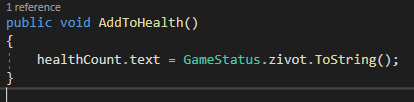 1 reference
public void AddToHealth()
{
    healthCount.text = GameStatus.zivot.ToString();
}